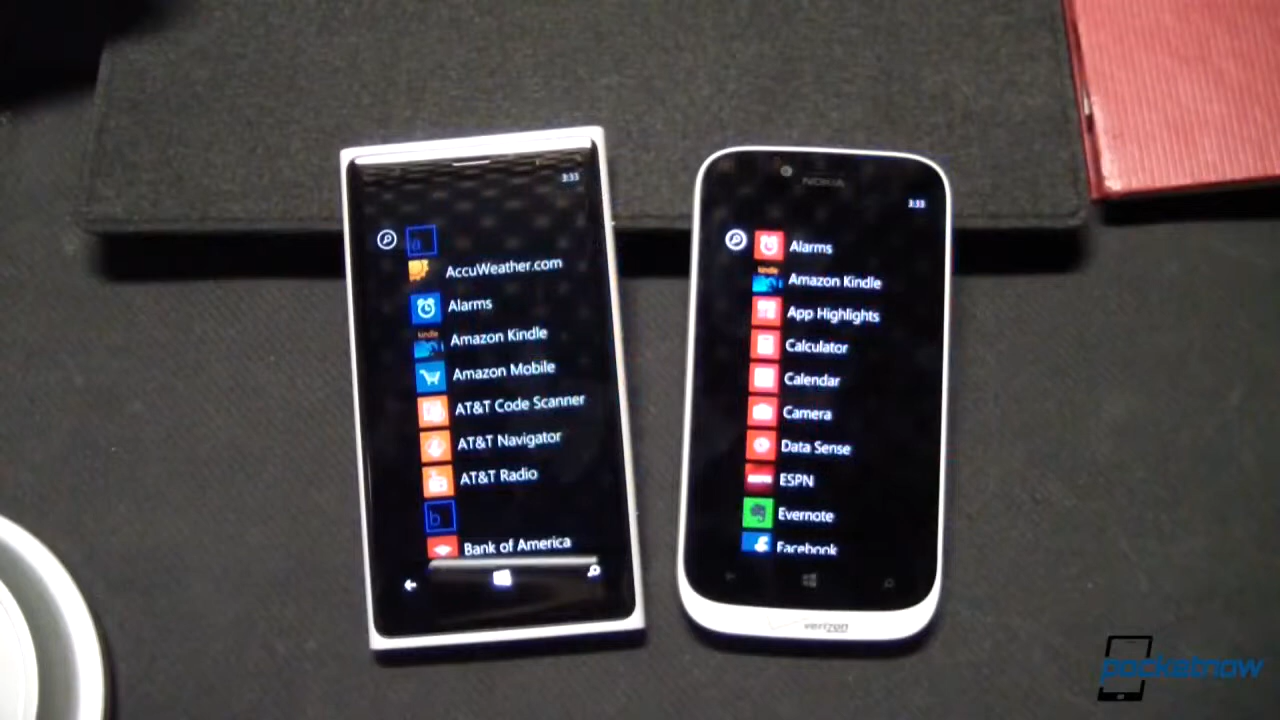 3:33
a
AccuWeather.com
Alarms
kindle
Amazon Kindle
Amazon Mobile
AT&T Code Scanner
AT&T Navigator
AT&T Radio
b
Bank of America
NOKIA
3:33
Alarms
kindle
Amazon Kindle
App Highlights
Calculator
Calendar
Camera
Data Sense
ESPN
ESPN
Evernote
Facebook
verizon
pocketnow